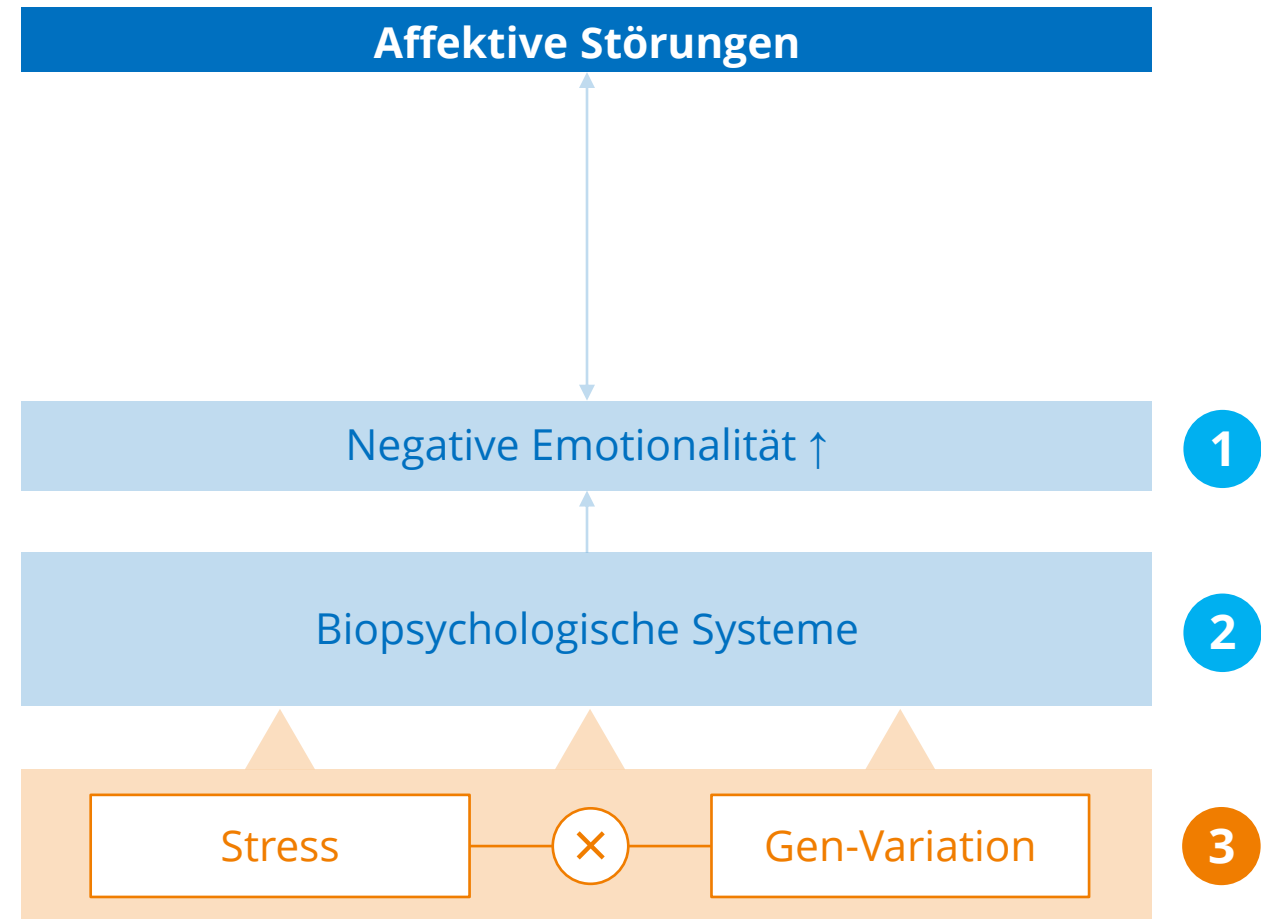 Affektive Störungen
Negative Emotionalität ↑
1
Biopsychologische Systeme
2
Stress
×
Gen-Variation
3